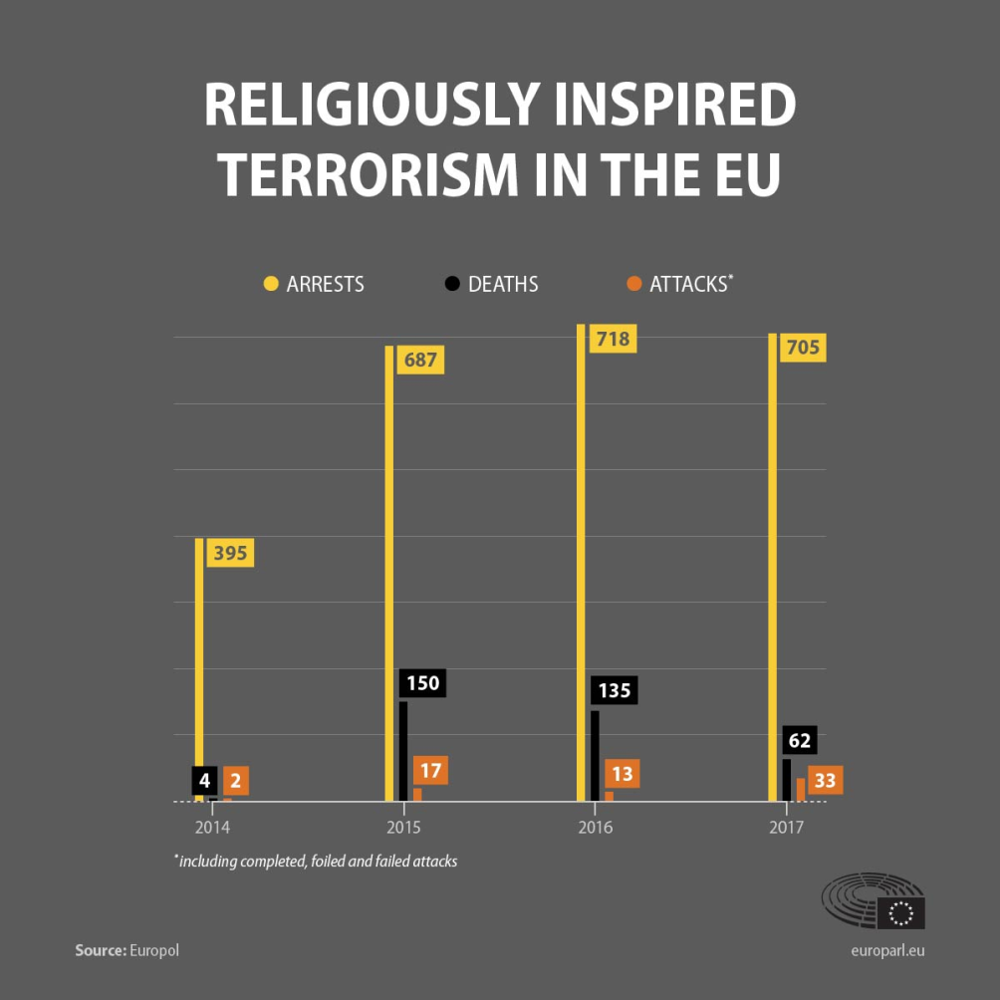 RELIGIOUSLY INSPIRED
TERRORISM IN THE EU
ARRESTS
DEATHS
ATTACKS*
395
4
2
687
150
17
718
135
13
705
62
33
2014
2015
2016
2017
*including completed, foiled and failed attacks
Source: Europol
europarl.eu